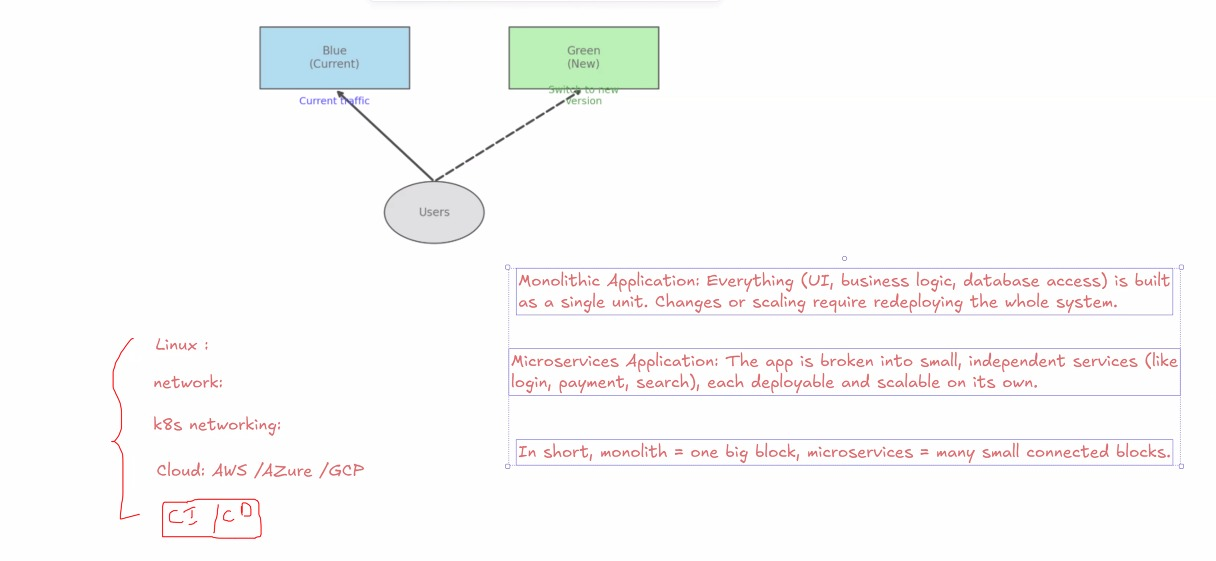 Blue
(Current)
Green
(New)
Current traffic
Switch to new
version
Users
Monolithic Application: Everything (UI, business logic, database access) is built
as a single unit. Changes or scaling require redeploying the whole system.
Linux :
Microservices Application: The app is broken into small, independent services (like
login, payment, search), each deployable and scalable on its own.
network:
k8s networking:
In short, monolith = one big block, microservices = many small connected blocks.
Cloud: AWS /AZure /GCP
CI /CD